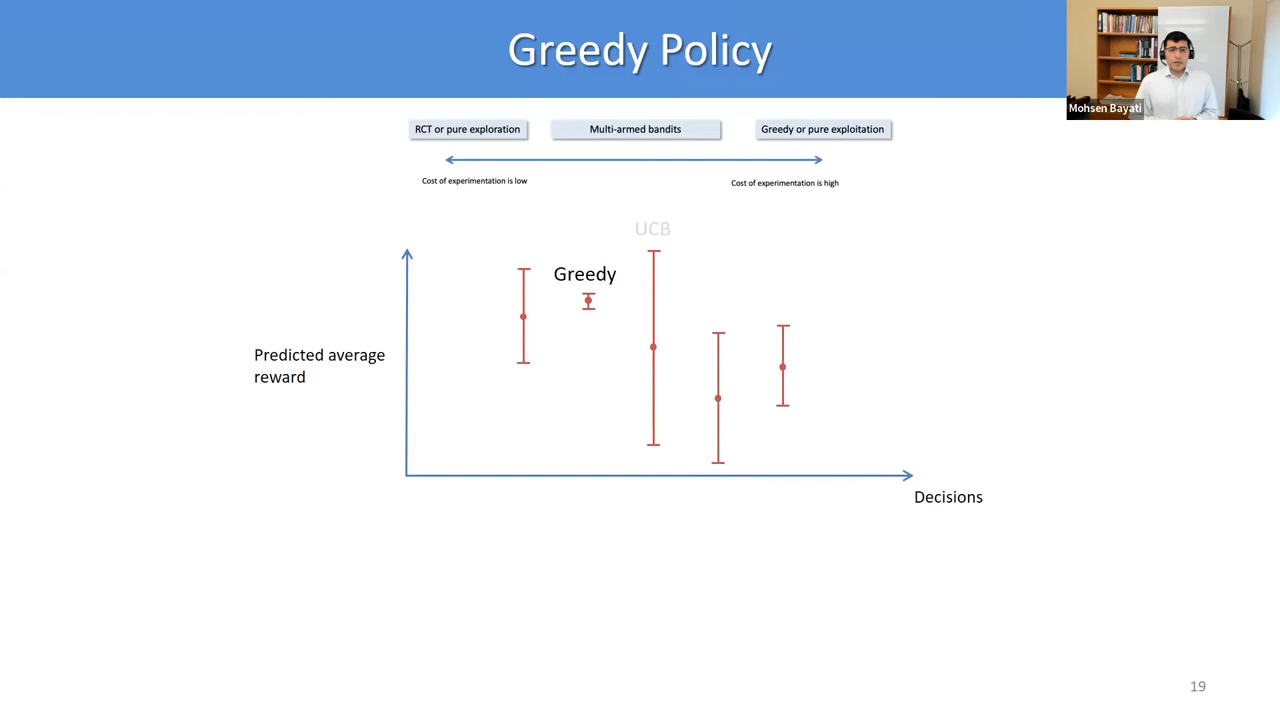 Greedy Policy
Mohsen Bayati
RCT or pure exploration
Multi-armed bandits
Greedy or pure exploitation
Cost of experimentation is low
Cost of experimentation is high
UCB
Greedy
Predicted average
reward
Decisions
19